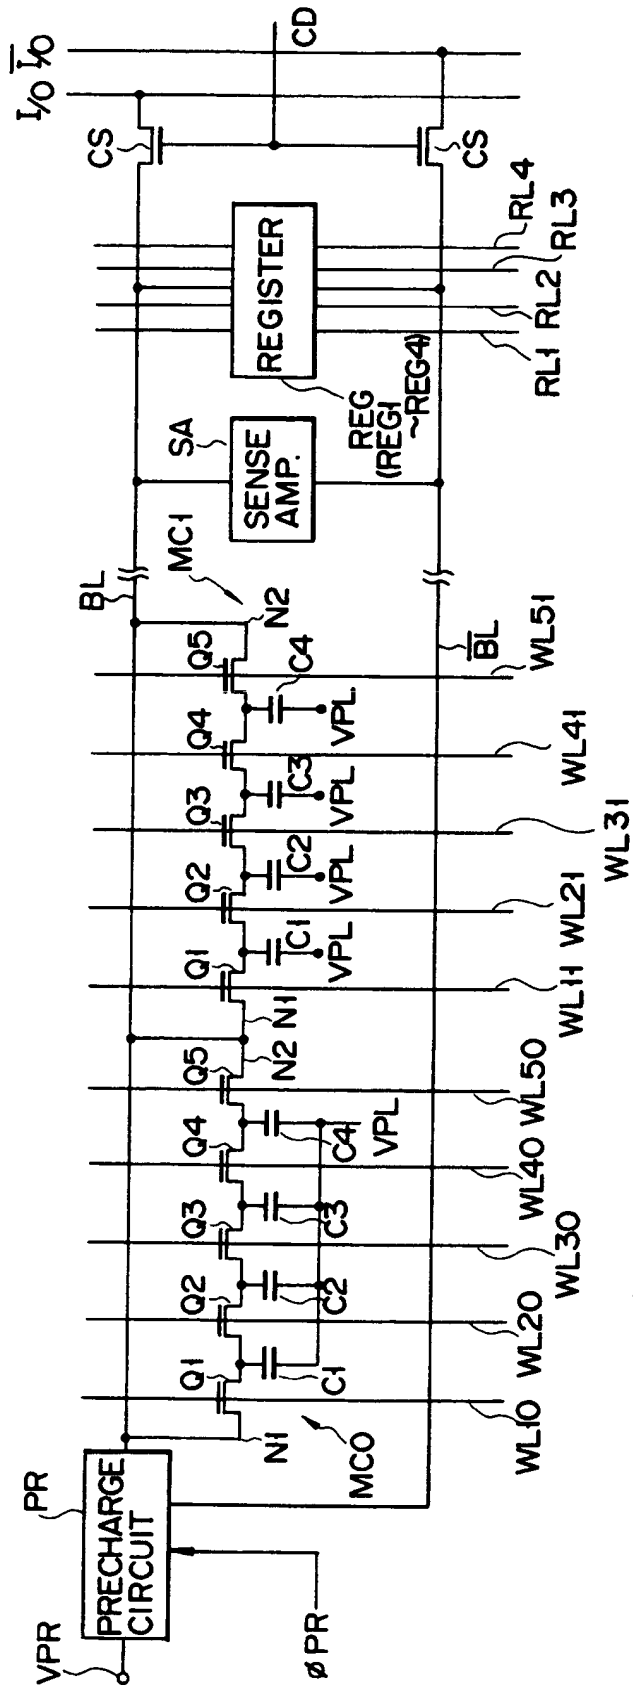 VPR
PR
PRECHARGE
CIRCUIT
øPR
BL
MC1
SA
SENSE
AMP.
REGISTER
REG
(REG1
~REG4)
CS
CS
I/O
I/O
CD
N1
Q1
Q2
Q3
Q4
Q5
N2
N1
Q1
Q2
Q3
Q4
Q5
N2
MC0
C1
C2
C3
C4
VPL
C1
C2
C3
C4
VPL
VPL
VPL
VPL
BL
WL10
WL20
WL30
WL40
WL50
WL11
WL21
WL31
WL41
WL51
RL1
RL2
RL3
RL4